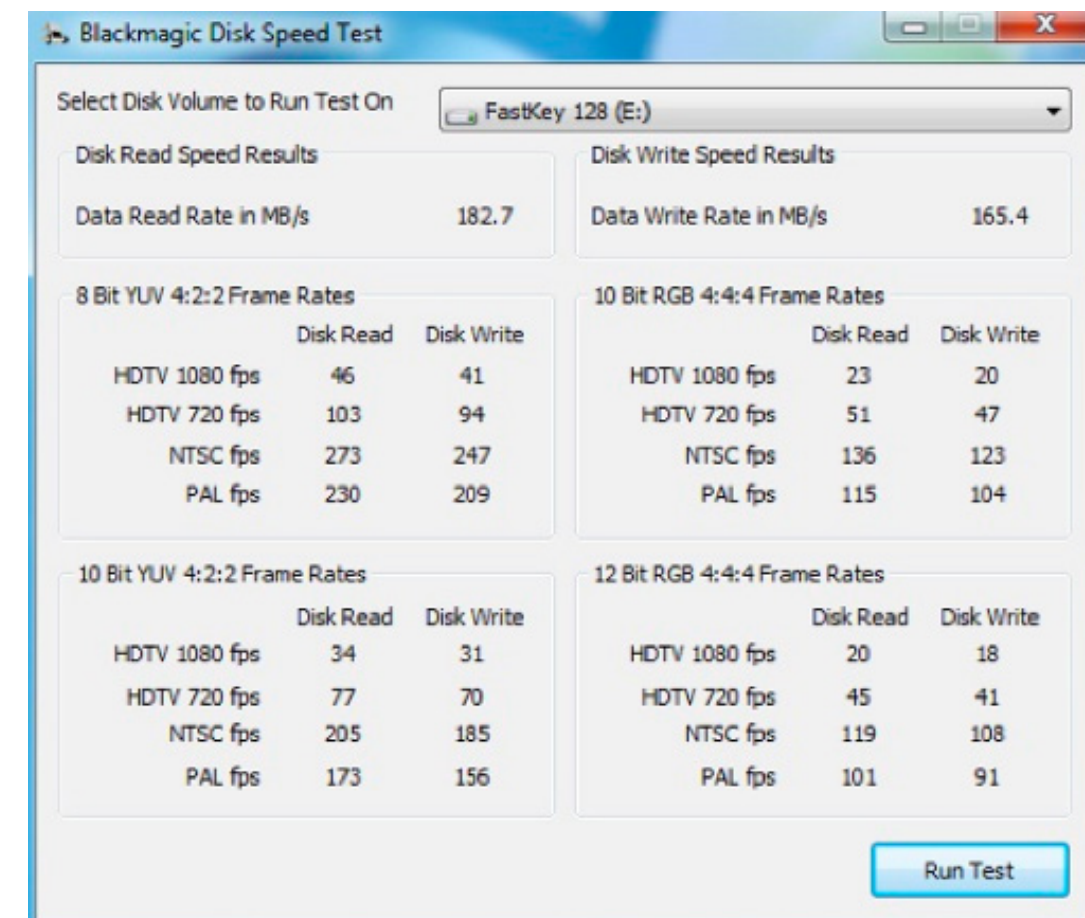 Blackmagic Disk Speed Test
X
Select Disk Volume to Run Test On FastKey 128 (E:)
Disk Read Speed Results
Data Read Rate in MB/s 182.7
Disk Write Speed Results
Data Write Rate in MB/s 165.4
8 Bit YUV 4:2:2 Frame Rates
Disk Read Disk Write
HDTV 1080 fps 46 41
HDTV 720 fps 103 94
NTSC fps 273 247
PAL fps 230 209
10 Bit RGB 4:4:4 Frame Rates
Disk Read Disk Write
HDTV 1080 fps 23 20
HDTV 720 fps 51 47
NTSC fps 136 123
PAL fps 115 104
10 Bit YUV 4:2:2 Frame Rates
Disk Read Disk Write
HDTV 1080 fps 34 31
HDTV 720 fps 77 70
NTSC fps 205 185
PAL fps 173 156
12 Bit RGB 4:4:4 Frame Rates
Disk Read Disk Write
HDTV 1080 fps 20 18
HDTV 720 fps 45 41
NTSC fps 119 108
PAL fps 101 91
Run Test